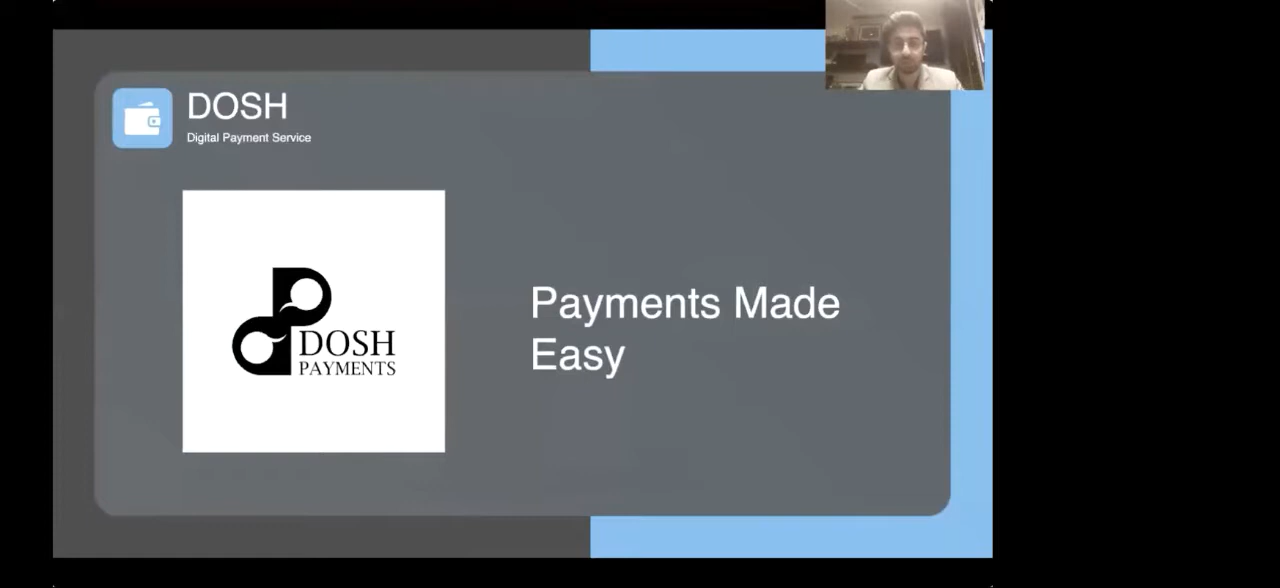 DOSH
Digital Payment Service
DOSH
PAYMENTS
Payments Made
Easy